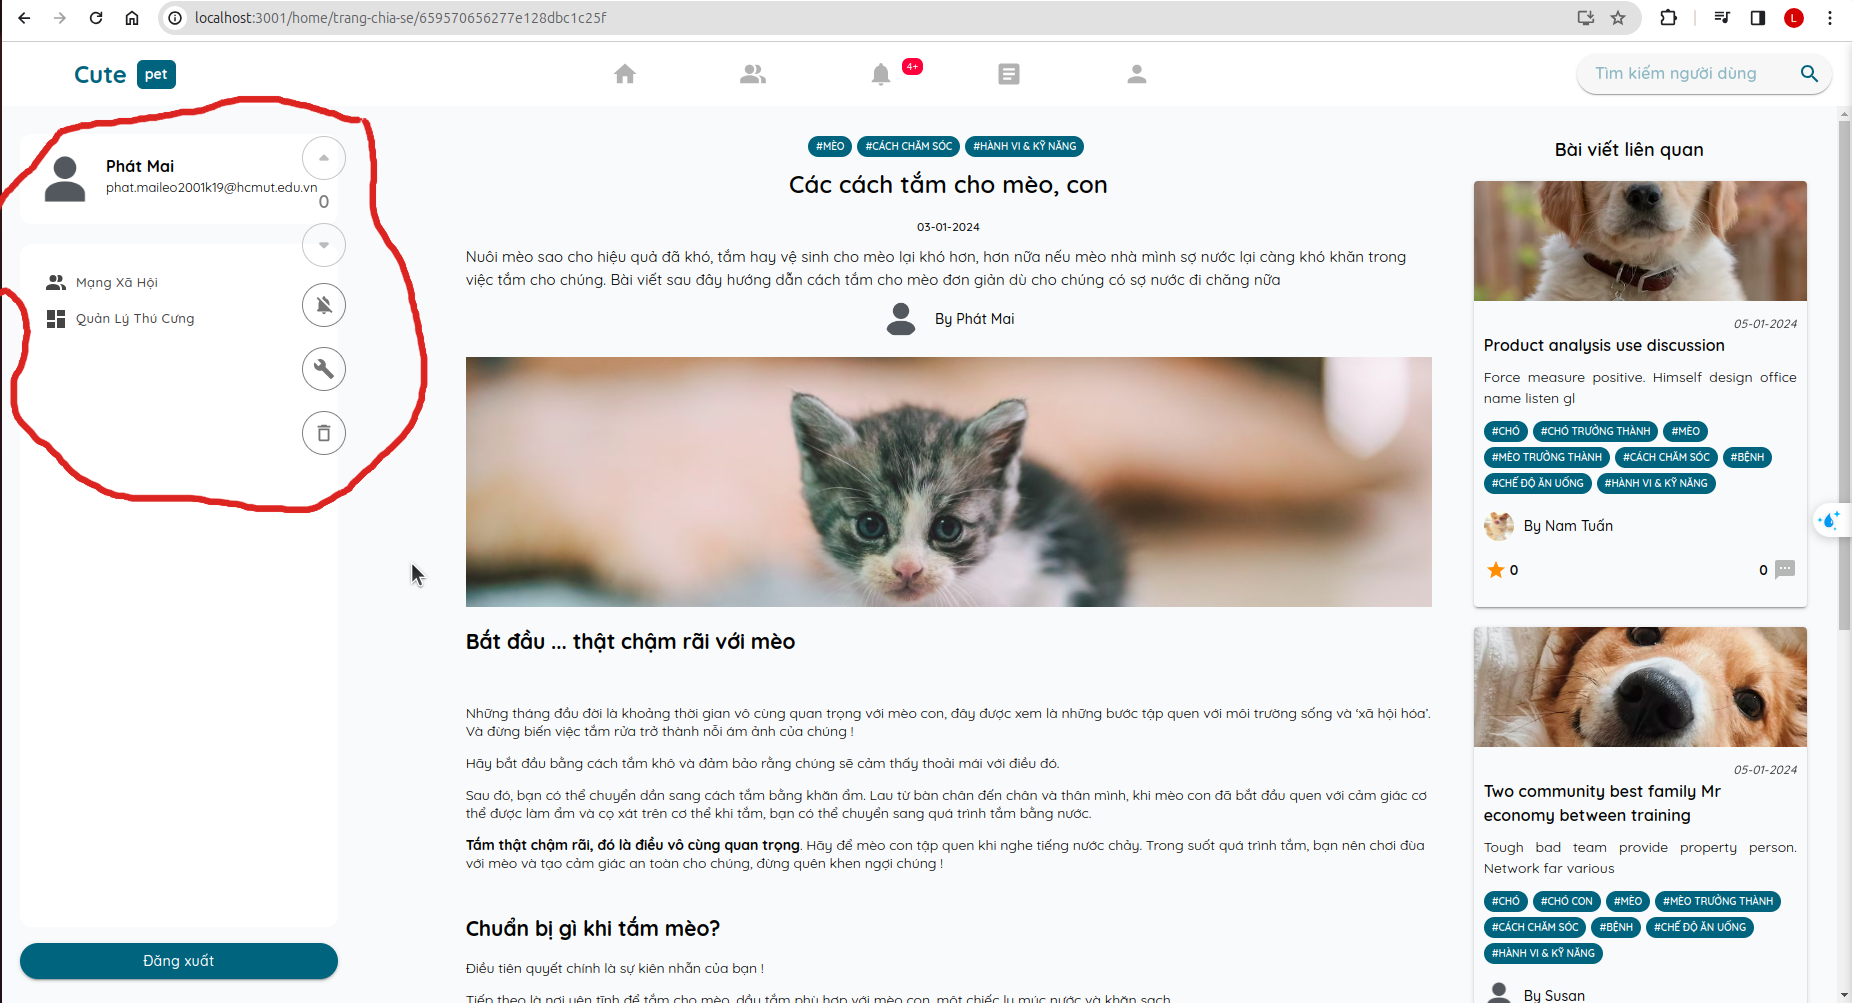 localhost:3001/home/trang-chia-se/659570656277e128dbc1c25f
L
Cute pet
4+
Tìm kiếm người dùng
Phát Mai
phat.maileo2001k19@hcmut.edu.vn
0
Mạng Xã Hội
Quản Lý Thú Cưng
Đăng xuất
#MÈO #CÁCH CHĂM SÓC #HÀNH VI & KỸ NĂNG
Các cách tắm cho mèo, con
03-01-2024
Nuôi mèo sao cho hiệu quả đã khó, tắm hay vệ sinh cho mèo lại khó hơn, hơn nữa nếu mèo nhà mình sợ nước lại càng khó khăn trong
việc tắm cho chúng. Bài viết sau đây hướng dẫn cách tắm cho mèo đơn giản dù cho chúng có sợ nước đi chăng nữa
By Phát Mai
Bắt đầu ... thật chậm rãi với mèo
Những tháng đầu đời là khoảng thời gian vô cùng quan trọng với mèo con, đây được xem là những bước tập quen với môi trường sống và ‘xã hội hóa’.
Và đừng biến việc tắm rửa trở thành nỗi ám ảnh của chúng !
Hãy bắt đầu bằng cách tắm khô và đảm bảo rằng chúng sẽ cảm thấy thoải mái với điều đó.
Sau đó, bạn có thể chuyển dần sang cách tắm bằng khăn ẩm. Lau từ bàn chân đến chân và thân mình, khi mèo con đã bắt đầu quen với cảm giác cơ
thể được làm ẩm và cọ xát trên cơ thể khi tắm, bạn có thể chuyển sang quá trình tắm bằng nước.
Tắm thật chậm rãi, đó là điều vô cùng quan trọng. Hãy để mèo con tập quen khi nghe tiếng nước chảy. Trong suốt quá trình tắm, bạn nên chơi đùa
với mèo và tạo cảm giác an toàn cho chúng, đừng quên khen ngợi chúng !
Chuẩn bị gì khi tắm mèo?
Điều tiên quyết chính là sự kiên nhẫn của bạn !
Tiếp theo là nơi yên tĩnh để tắm cho mèo, dầu tắm phù hợp với mèo con, một chiếc ly múc nước và khăn sạch.
Bài viết liên quan
05-01-2024
Product analysis use discussion
Force measure positive. Himself design office
name listen gl
#CHÓ #CHÓ TRƯỞNG THÀNH #MÈO
#MÈO TRƯỞNG THÀNH #CÁCH CHĂM SÓC #BỆNH
#CHẾ ĐỘ ĂN UỐNG #HÀNH VI & KỸ NĂNG
By Nam Tuấn
0 0
05-01-2024
Two community best family Mr
economy between training
Tough bad team provide property person.
Network far various
#CHÓ #CHÓ CON #MÈO #MÈO TRƯỞNG THÀNH
#CÁCH CHĂM SÓC #BỆNH #CHẾ ĐỘ ĂN UỐNG
#HÀNH VI & KỸ NĂNG
By Susan